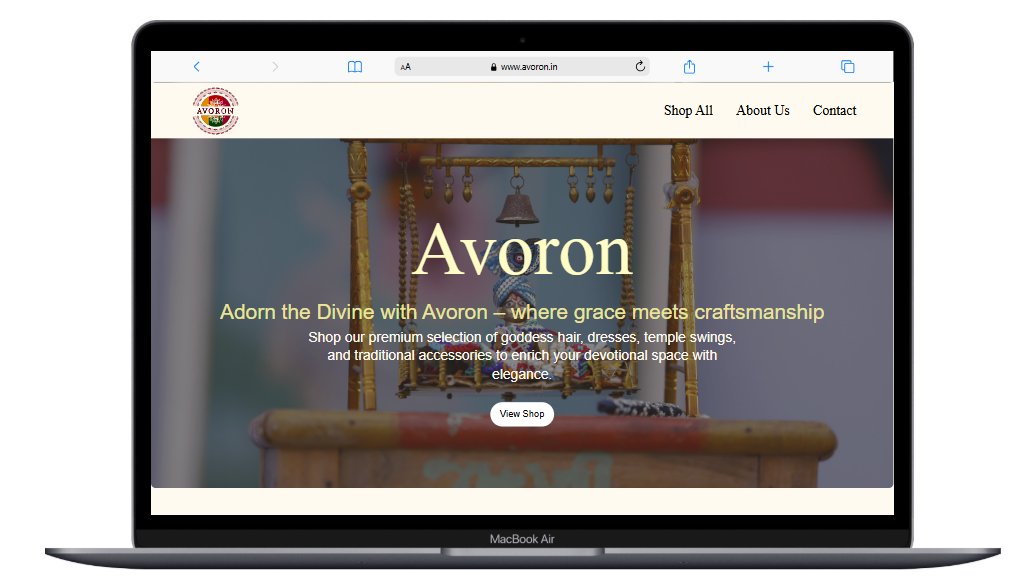 AA
www.avoron.in
AVORON
Shop All
About Us
Contact
Avoron
Adorn the Divine with Avoron – where grace meets craftsmanship
Shop our premium selection of goddess hair, dresses, temple swings,
and traditional accessories to enrich your devotional space with
elegance.
View Shop
MacBook Air